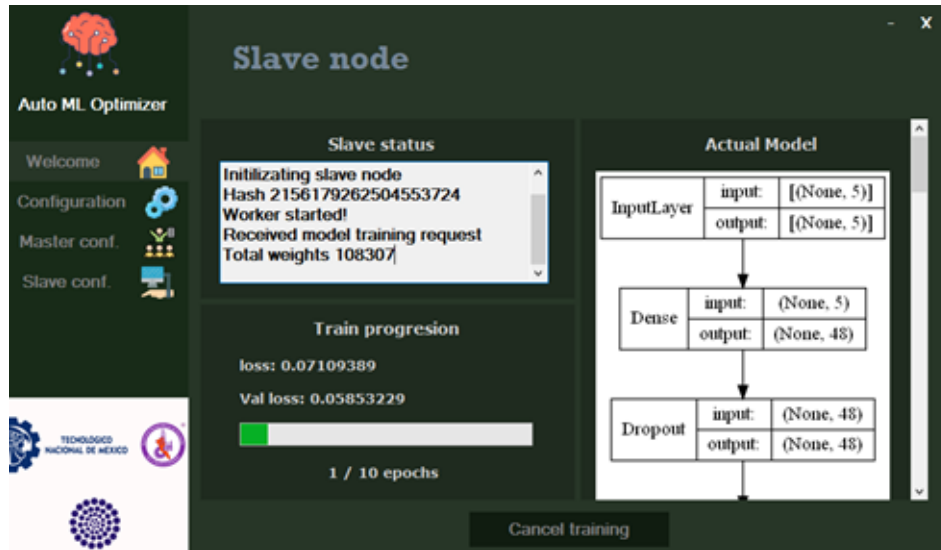 - X
Slave node
Auto ML Optimizer
Welcome
Configuration
Master conf.
Slave conf.
TECNOLÓGICO
NACIONAL DE MÉXICO
Slave status
Initilizating slave node
Hash 2156179262504553724
Worker started!
Received model training request
Total weights 108307
Train progresion
loss: 0.07109389
Val loss: 0.05853229
1 / 10 epochs
Actual Model
InputLayer input: [(None, 5)]
output: [(None, 5)]
Dense input: (None, 5)
output: (None, 48)
Dropout input: (None, 48)
output: (None, 48)
Cancel training